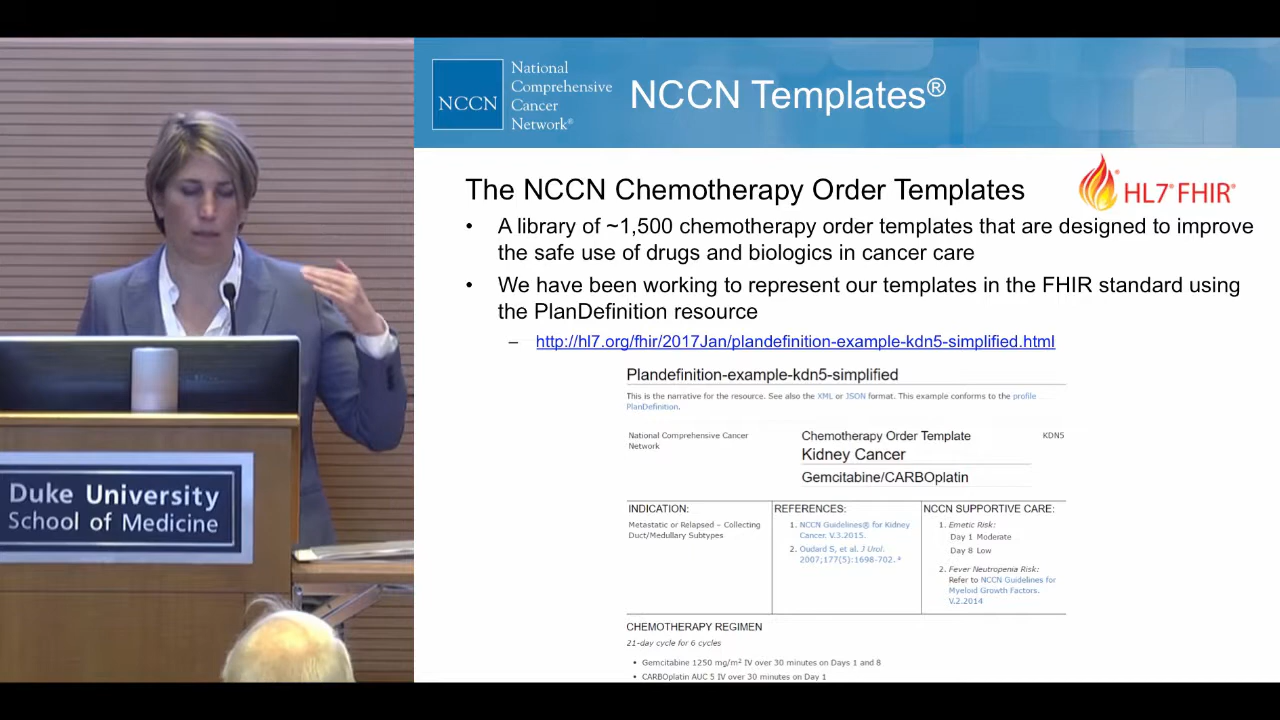 NCCN
National
Comprehensive
Cancer
Network®
NCCN Templates®
The NCCN Chemotherapy Order Templates
HL7® FHIR®
• A library of ~1,500 chemotherapy order templates that are designed to improve
the safe use of drugs and biologics in cancer care
• We have been working to represent our templates in the FHIR standard using
the PlanDefinition resource
– http://hl7.org/fhir/2017Jan/plandefinition-example-kdn5-simplified.html
Plandefinition-example-kdn5-simplified
This is the narrative for the resource. See also the XML or JSON format. This example conforms to the profile
PlanDefinition.
National Comprehensive Cancer
Network
Chemotherapy Order Template
KDN5
Kidney Cancer
Gemcitabine/CARBOplatin
INDICATION:
Metastatic or Relapsed – Collecting
Duct/Medullary Subtypes
REFERENCES:
1. NCCN Guidelines® for Kidney
Cancer. V.3.2015.
2. Oudard S, et al. J Urol.
2007;177(5):1698-702.
NCCN SUPPORTIVE CARE:
1. Emetic Risk:
Day 1 Moderate
Day 8 Low
2. Fever Neutropenia Risk:
Refer to NCCN Guidelines for
Myeloid Growth Factors.
V.2.2014
CHEMOTHERAPY REGIMEN
21-day cycle for 6 cycles
• Gemcitabine 1250 mg/m² IV over 30 minutes on Days 1 and 8
• CARBOplatin AUC 5 IV over 30 minutes on Day 1
Duke University
School of Medicine